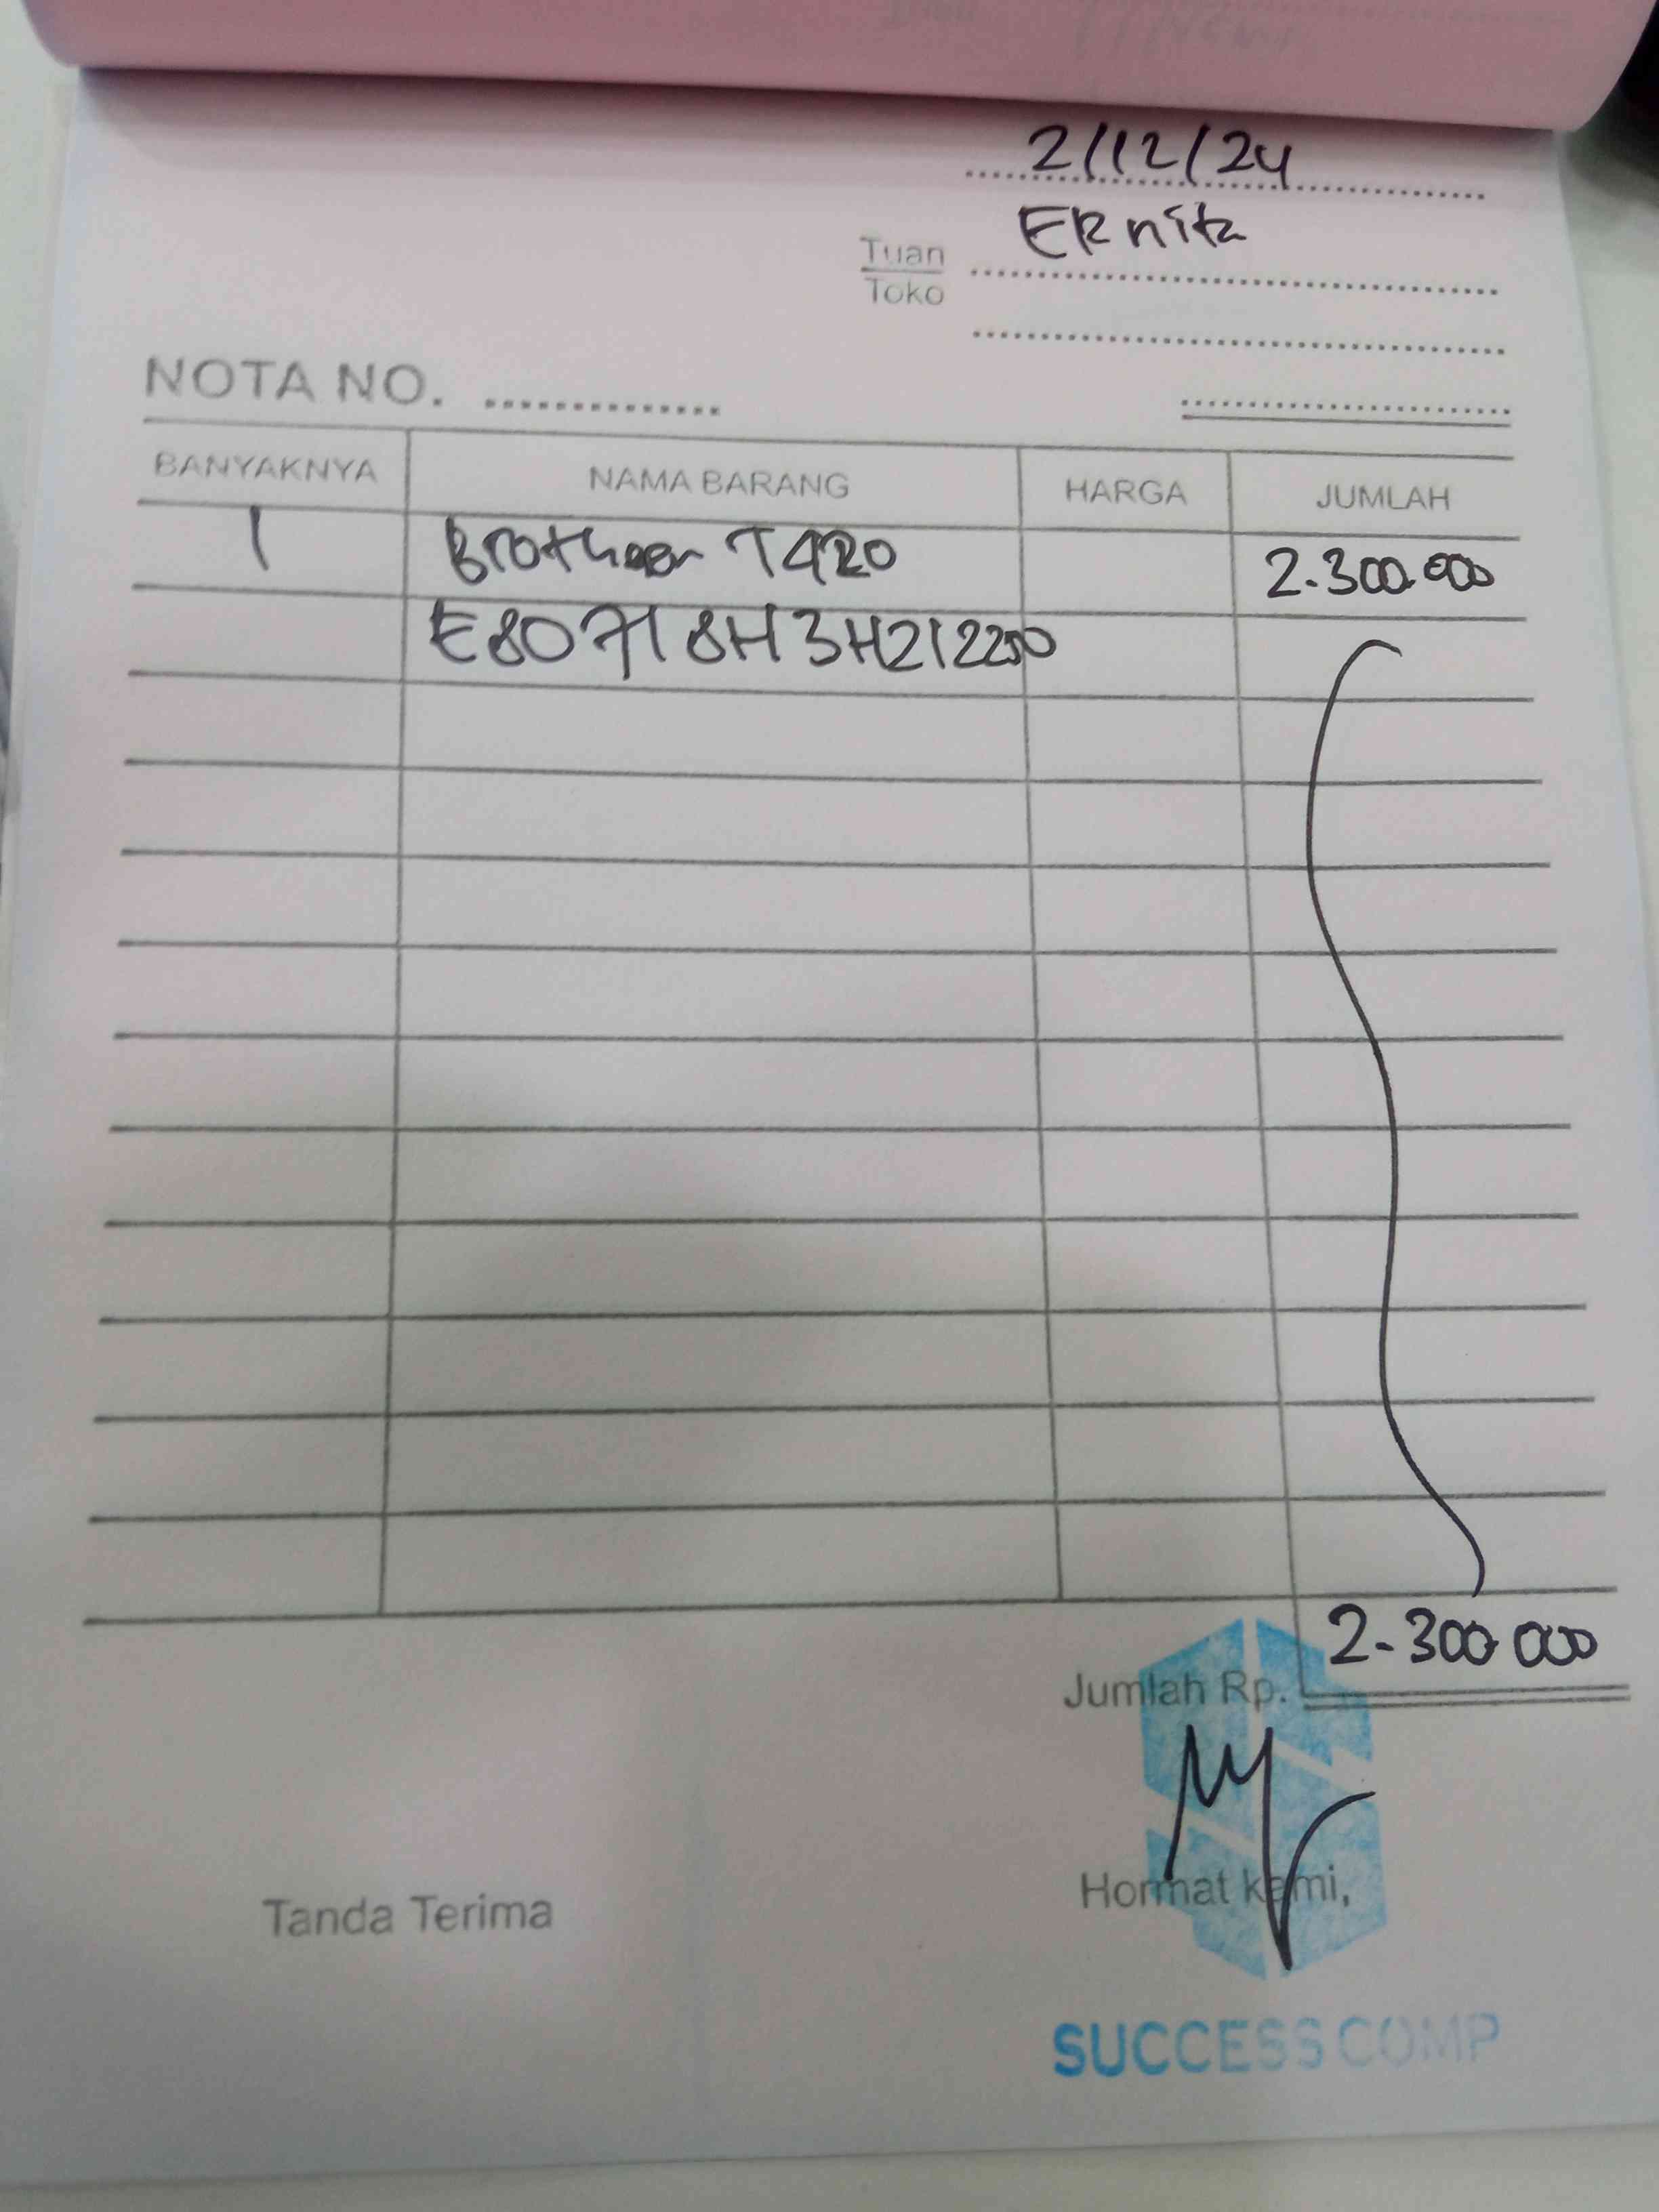 2/12/24
Tuan
Toko
ERnita
NOTA NO.
BANYAKNYA NAMA BARANG HARGA JUMLAH
1 Brother T420 2.300.000
E80718H3H212250
Jumlah Rp. 2-300 000
Tanda Terima Hormat kami,
SUCCESS COMP